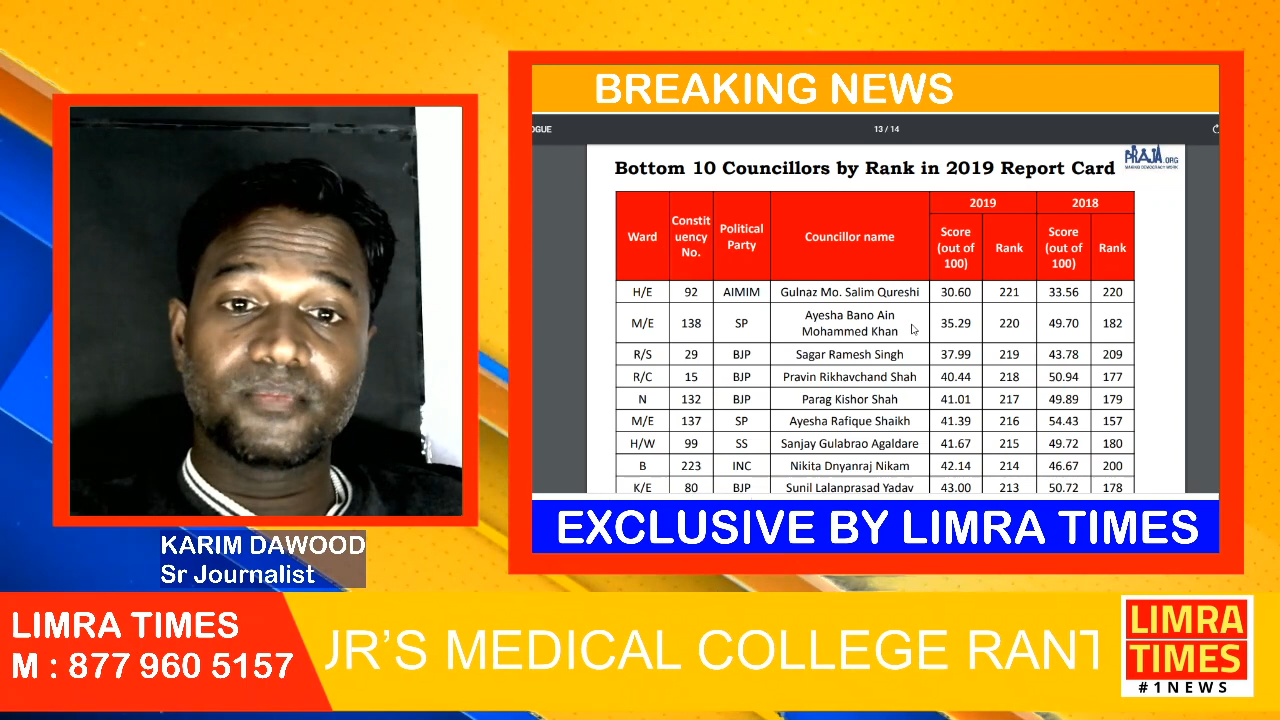 BREAKING NEWS
13 / 14
PRAJA.ORG
MAKING DEMOCRACY WORK
Bottom 10 Councillors by Rank in 2019 Report Card
Ward Constituency No. Political Party Councillor name 2019 2018
Score (out of 100) Rank Score (out of 100) Rank
H/E 92 AIMIM Gulnaz Mo. Salim Qureshi 30.60 221 33.56 220
M/E 138 SP Ayesha Bano Ain Mohammed Khan 35.29 220 49.70 182
R/S 29 BJP Sagar Ramesh Singh 37.99 219 43.78 209
R/C 15 BJP Pravin Rikhavchand Shah 40.44 218 50.94 177
N 132 BJP Parag Kishor Shah 41.01 217 49.89 179
M/E 137 SP Ayesha Rafique Shaikh 41.39 216 54.43 157
H/W 99 SS Sanjay Gulabrao Agaldare 41.67 215 49.72 180
B 223 INC Nikita Dnyanraj Nikam 42.14 214 46.67 200
K/E 80 BJP Sunil Lalanprasad Yadav 43.00 213 50.72 178
EXCLUSIVE BY LIMRA TIMES
KARIM DAWOOD
Sr Journalist
LIMRA TIMES
M : 877 960 5157
JR'S MEDICAL COLLEGE RANT
LIMRA
TIMES
#1NEWS